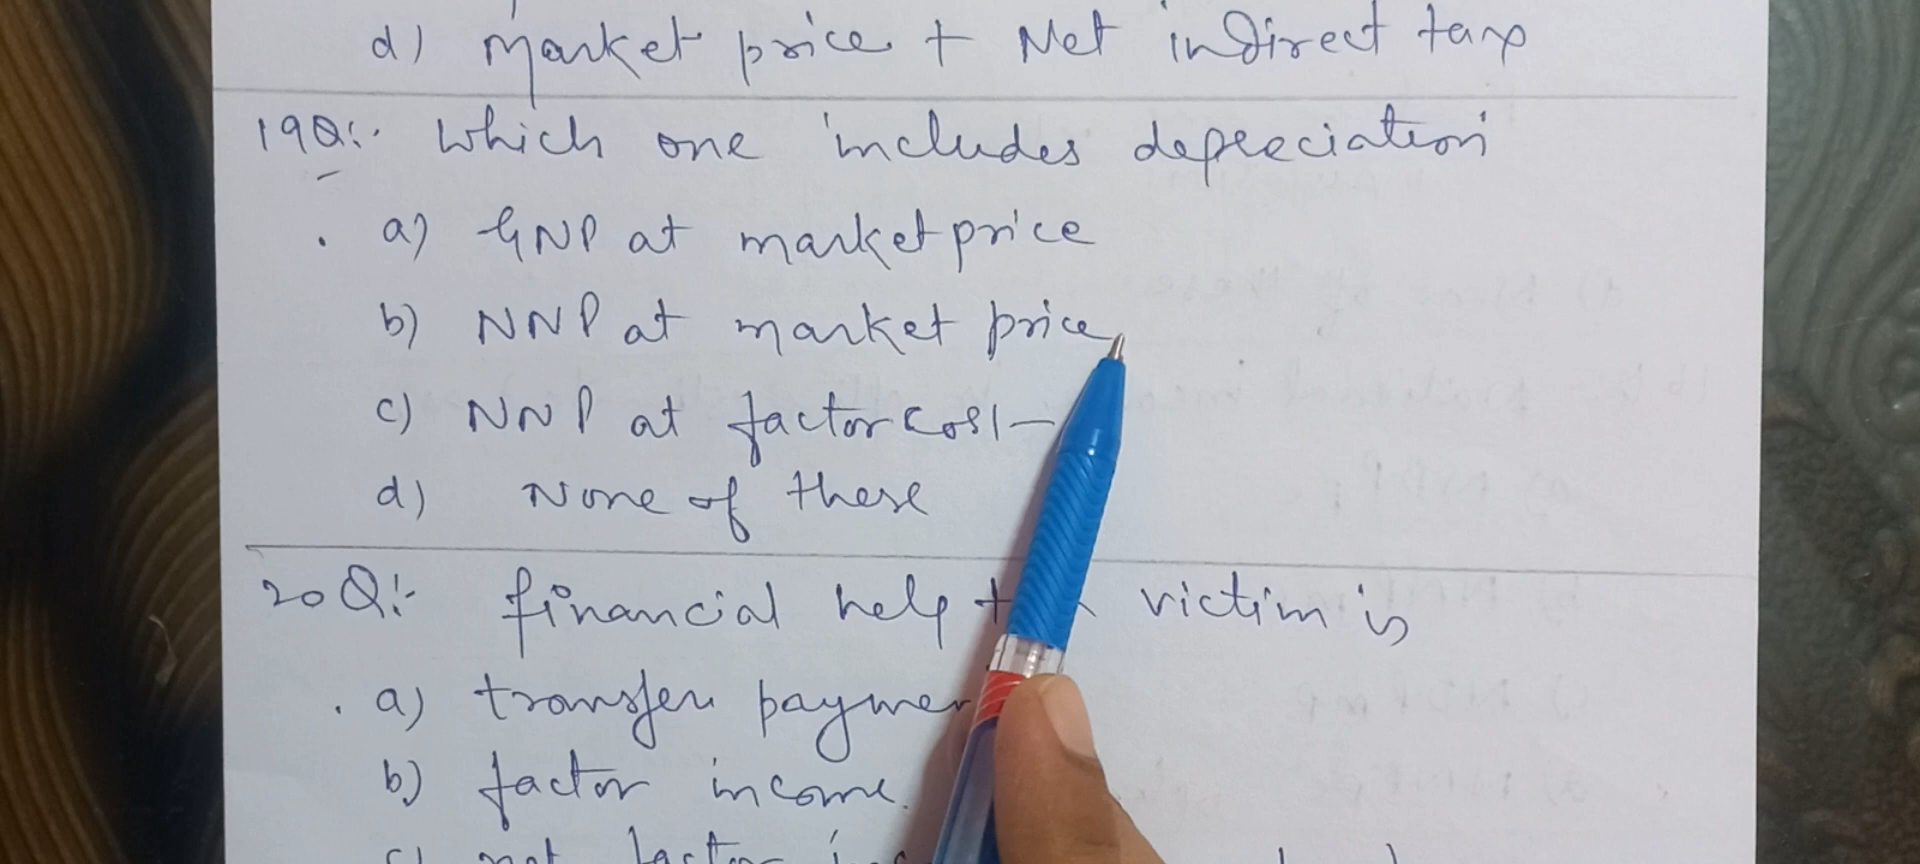 d) Market price + Net indirect tax
19Q:- Which one includes depreciation
a) GNP at market price
b) NNP at market price
c) NNP at factor cost
d) None of these
20Q:- financial help victim is
a) transfer
b) factor income.
c)